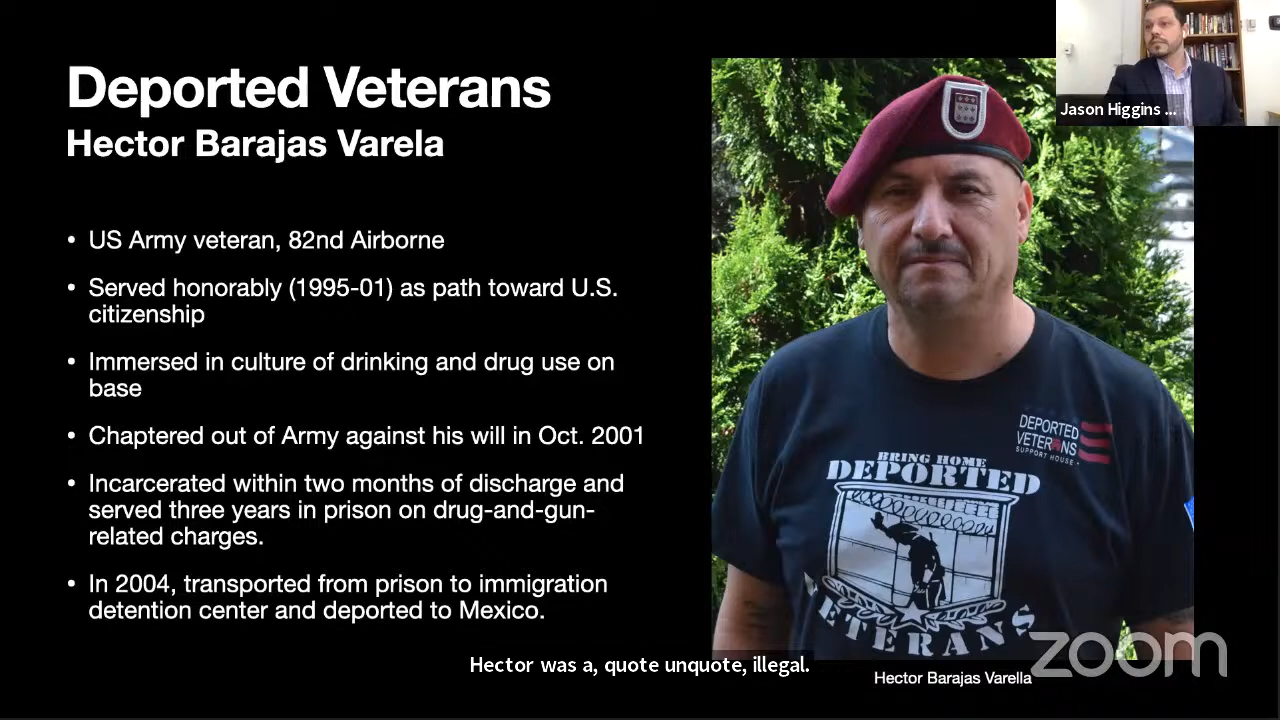 Deported Veterans
Hector Barajas Varela
• US Army veteran, 82nd Airborne
• Served honorably (1995-01) as path toward U.S.
citizenship
• Immersed in culture of drinking and drug use on
base
• Chaptered out of Army against his will in Oct. 2001
• Incarcerated within two months of discharge and
served three years in prison on drug-and-gun-
related charges.
• In 2004, transported from prison to immigration
detention center and deported to Mexico.
Jason Higgins ...
DEPORTED
VETERANS
SUPPORT HOUSE
BRING HOME
DEPORTED
VETERANS
Hector was a, quote unquote, illegal.
Hector Barajas Varella
zoom